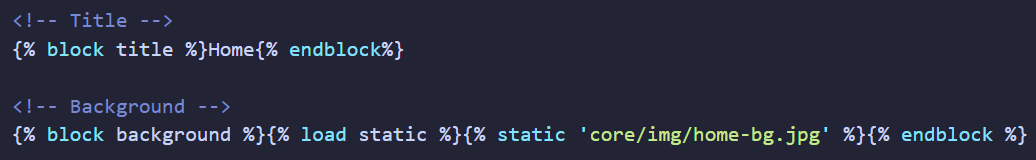 <!-- Title -->
{% block title %}Home{% endblock%}
<!-- Background -->
{% block background %}{% load static %}{% static 'core/img/home-bg.jpg' %}{% endblock %}